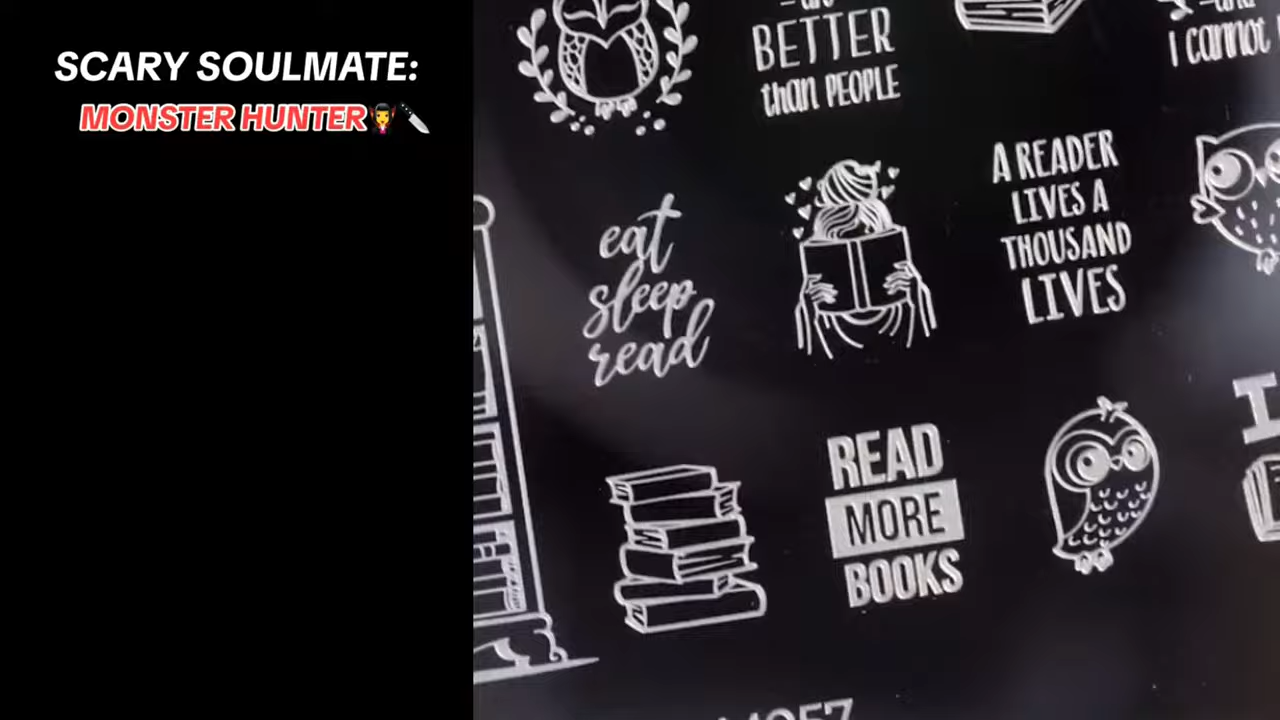 SCARY SOULMATE:
MONSTER HUNTER
BETTER
than PEOPLE
I cannot
eat
sleep
read
A READER
LIVES A
THOUSAND
LIVES
READ
MORE
BOOKS
I